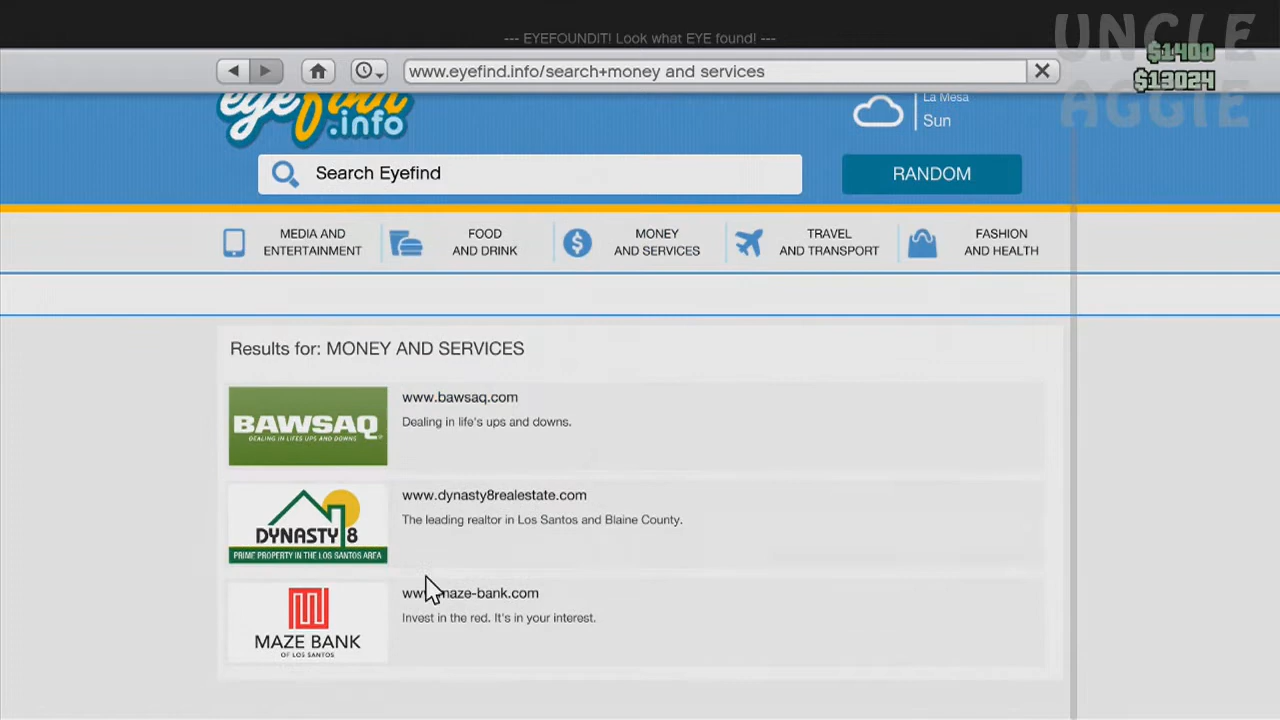 --- EYEFOUNDIT! Look what EYE found! ---
UNCLE
AGGIE
$1400
$13024
www.eyefind.info/search+money and services
eyefind
.info
La Mesa
Sun
Search Eyefind
RANDOM
MEDIA AND
ENTERTAINMENT
FOOD
AND DRINK
MONEY
AND SERVICES
TRAVEL
AND TRANSPORT
FASHION
AND HEALTH
Results for: MONEY AND SERVICES
BAWSAQ
DEALING IN LIFES UPS AND DOWNS
www.bawsaq.com
Dealing in life's ups and downs.
DYNASTY 8
PRIME PROPERTY IN THE LOS SANTOS AREA
www.dynasty8realestate.com
The leading realtor in Los Santos and Blaine County.
MAZE BANK
OF LOS SANTOS
www.maze-bank.com
Invest in the red. It's in your interest.